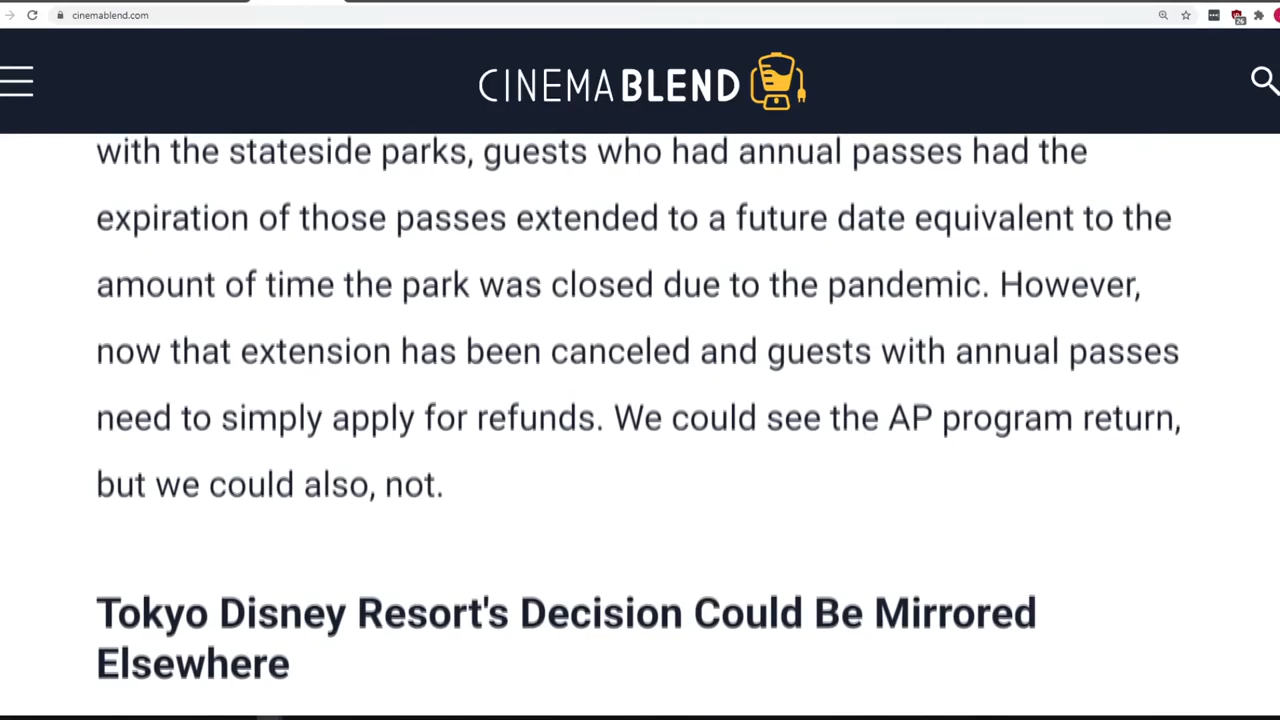 cinemablend.com
26
CINEMABLEND
with the stateside parks, guests who had annual passes had the
expiration of those passes extended to a future date equivalent to the
amount of time the park was closed due to the pandemic. However,
now that extension has been canceled and guests with annual passes
need to simply apply for refunds. We could see the AP program return,
but we could also, not.
Tokyo Disney Resort's Decision Could Be Mirrored
Elsewhere